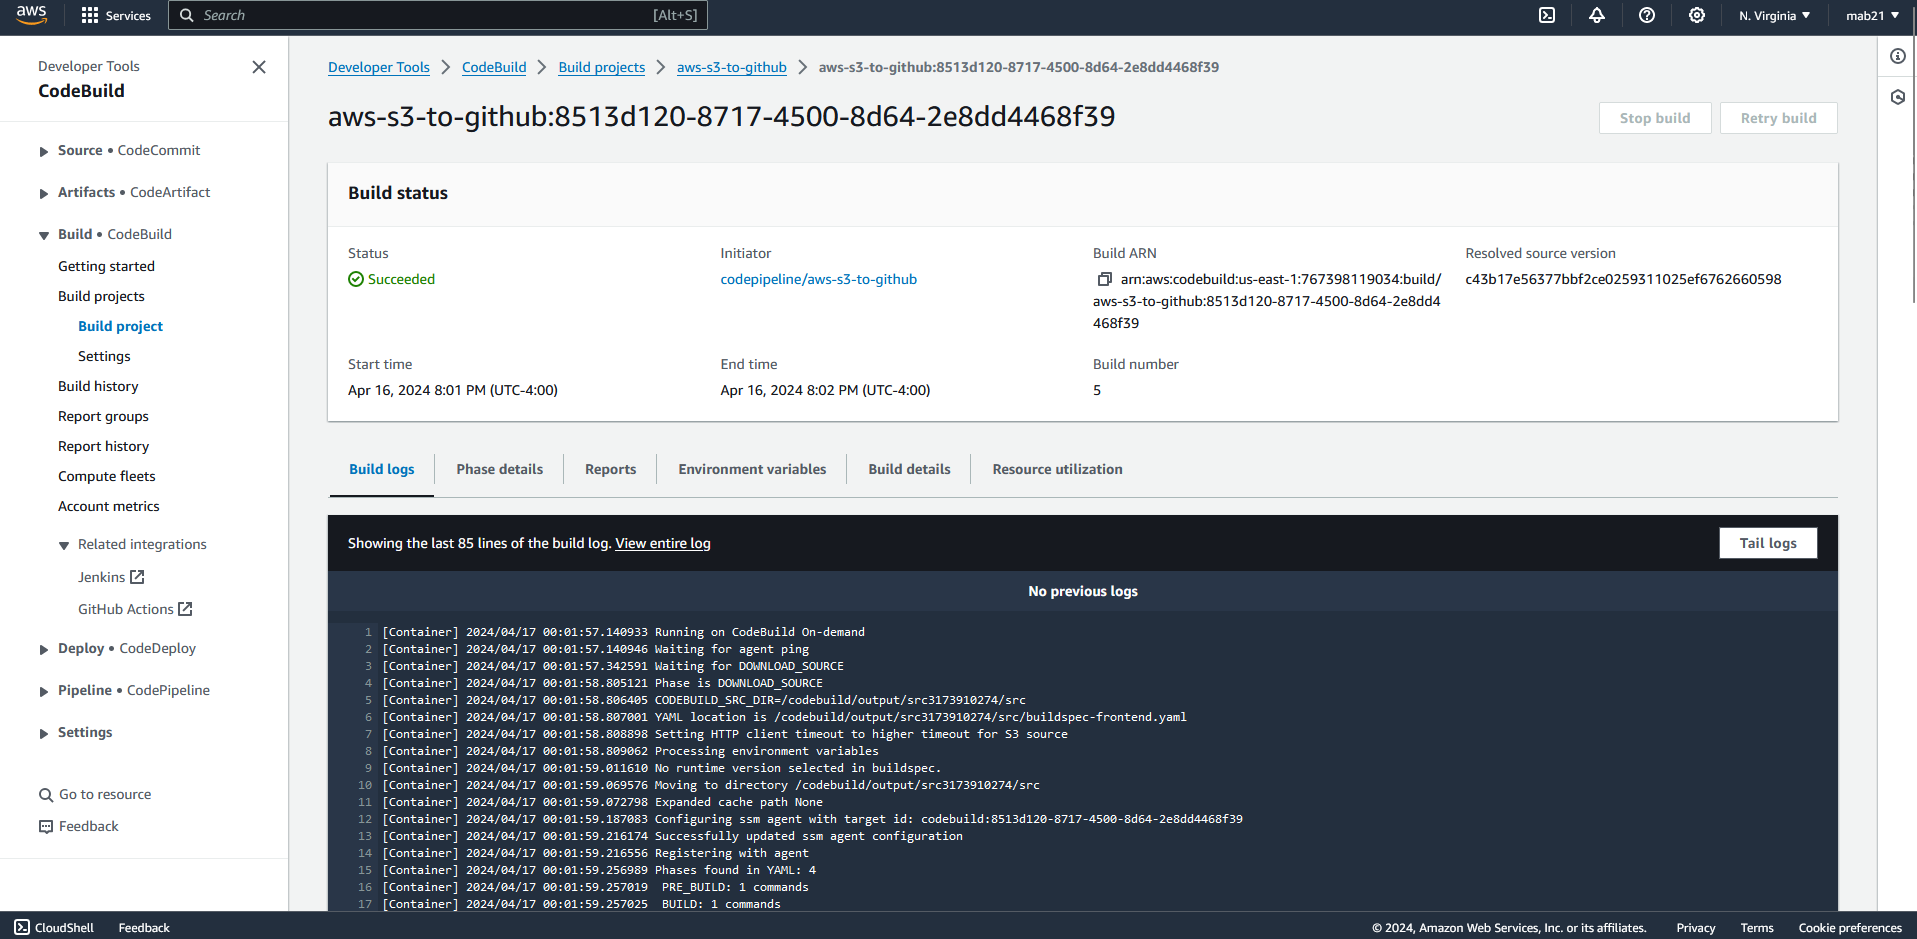 aws
Services
Search
[Alt+S]
N. Virginia
mab21
Developer Tools
CodeBuild
Source • CodeCommit
Artifacts • CodeArtifact
Build • CodeBuild
Getting started
Build projects
Build project
Settings
Build history
Report groups
Report history
Compute fleets
Account metrics
Related integrations
Jenkins
GitHub Actions
Deploy • CodeDeploy
Pipeline • CodePipeline
Settings
Go to resource
Feedback
Developer Tools > CodeBuild > Build projects > aws-s3-to-github > aws-s3-to-github:8513d120-8717-4500-8d64-2e8dd4468f39
aws-s3-to-github:8513d120-8717-4500-8d64-2e8dd4468f39
Stop build
Retry build
Build status
Status
Succeeded
Initiator
codepipeline/aws-s3-to-github
Build ARN
arn:aws:codebuild:us-east-1:767398119034:build/
aws-s3-to-github:8513d120-8717-4500-8d64-2e8dd4
468f39
Resolved source version
c43b17e56377bbf2ce0259311025ef6762660598
Start time
Apr 16, 2024 8:01 PM (UTC-4:00)
End time
Apr 16, 2024 8:02 PM (UTC-4:00)
Build number
5
Build logs
Phase details
Reports
Environment variables
Build details
Resource utilization
Showing the last 85 lines of the build log. View entire log
Tail logs
No previous logs
1 [Container] 2024/04/17 00:01:57.140933 Running on CodeBuild On-demand
2 [Container] 2024/04/17 00:01:57.140946 Waiting for agent ping
3 [Container] 2024/04/17 00:01:57.342591 Waiting for DOWNLOAD_SOURCE
4 [Container] 2024/04/17 00:01:58.805121 Phase is DOWNLOAD_SOURCE
5 [Container] 2024/04/17 00:01:58.806405 CODEBUILD_SRC_DIR=/codebuild/output/src3173910274/src
6 [Container] 2024/04/17 00:01:58.807001 YAML location is /codebuild/output/src3173910274/src/buildspec-frontend.yaml
7 [Container] 2024/04/17 00:01:58.808898 Setting HTTP client timeout to higher timeout for S3 source
8 [Container] 2024/04/17 00:01:58.809062 Processing environment variables
9 [Container] 2024/04/17 00:01:59.011610 No runtime version selected in buildspec.
10 [Container] 2024/04/17 00:01:59.069576 Moving to directory /codebuild/output/src3173910274/src
11 [Container] 2024/04/17 00:01:59.072798 Expanded cache path None
12 [Container] 2024/04/17 00:01:59.187083 Configuring ssm agent with target id: codebuild:8513d120-8717-4500-8d64-2e8dd4468f39
13 [Container] 2024/04/17 00:01:59.216174 Successfully updated ssm agent configuration
14 [Container] 2024/04/17 00:01:59.216556 Registering with agent
15 [Container] 2024/04/17 00:01:59.256989 Phases found in YAML: 4
16 [Container] 2024/04/17 00:01:59.257019  PRE_BUILD: 1 commands
17 [Container] 2024/04/17 00:01:59.257025  BUILD: 1 commands
CloudShell
Feedback
© 2024, Amazon Web Services, Inc. or its affiliates.
Privacy
Terms
Cookie preferences